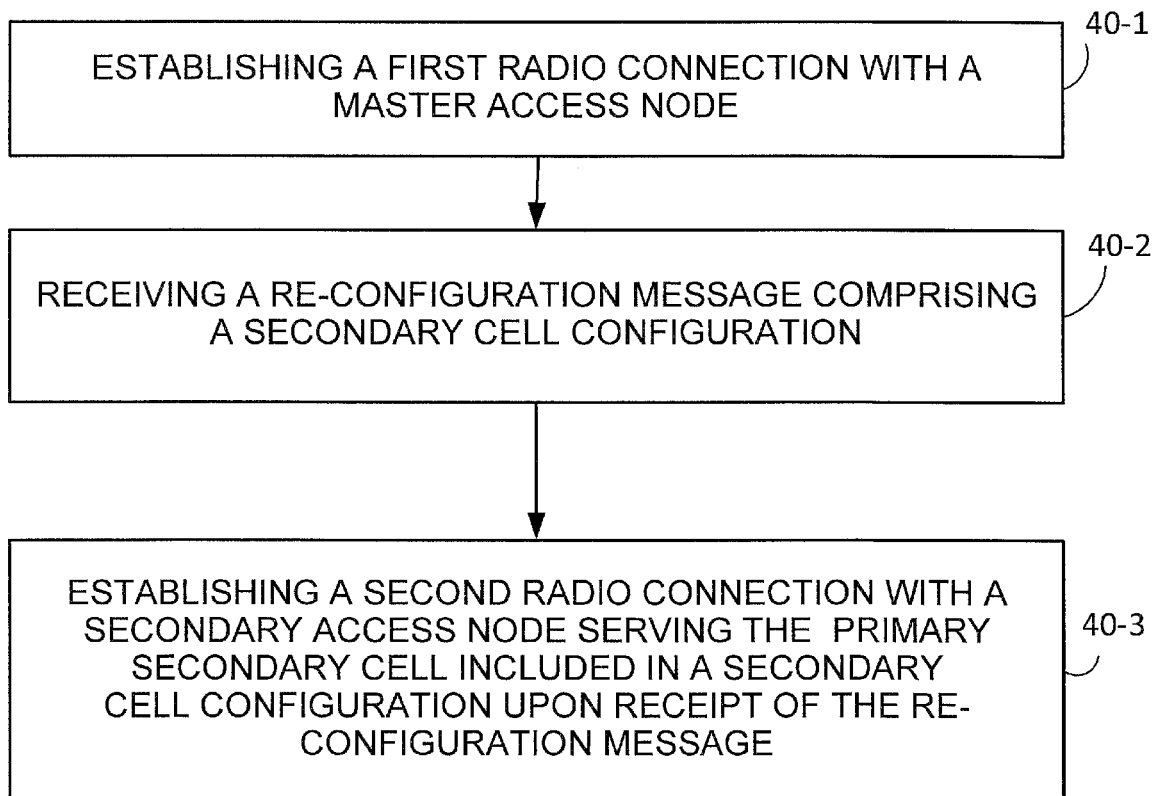 40-1
ESTABLISHING A FIRST RADIO CONNECTION WITH A
MASTER ACCESS NODE
40-2
RECEIVING A RE-CONFIGURATION MESSAGE COMPRISING
A SECONDARY CELL CONFIGURATION
40-3
ESTABLISHING A SECOND RADIO CONNECTION WITH A
SECONDARY ACCESS NODE SERVING THE PRIMARY
SECONDARY CELL INCLUDED IN A SECONDARY
CELL CONFIGURATION UPON RECEIPT OF THE RE-
CONFIGURATION MESSAGE